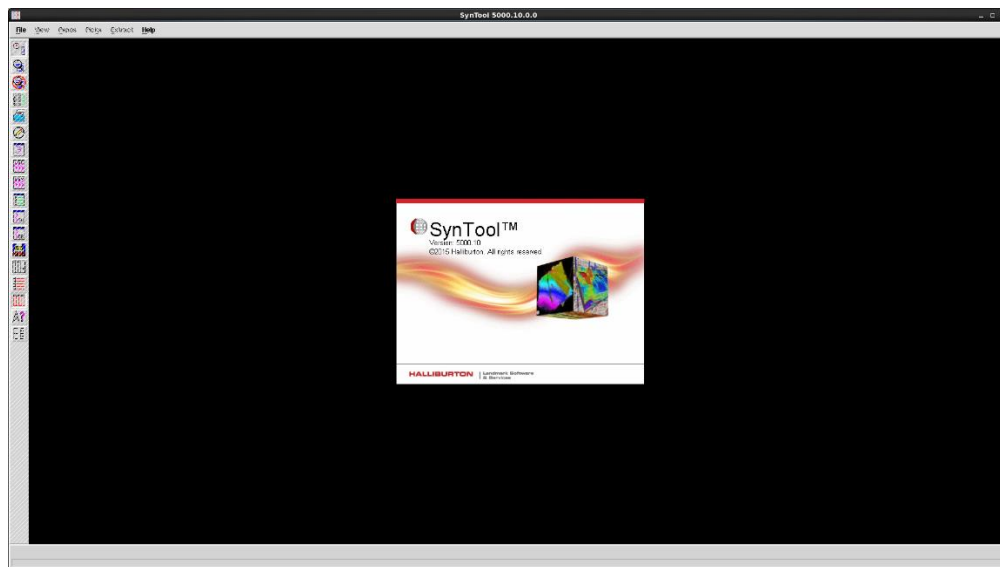 SynTool 5000.10.0.0
File View Extract Help
SynTool™
Version: 5000.10
©2015 Halliburton. All rights reserved
HALLIBURTON | Landmark Software
& Services